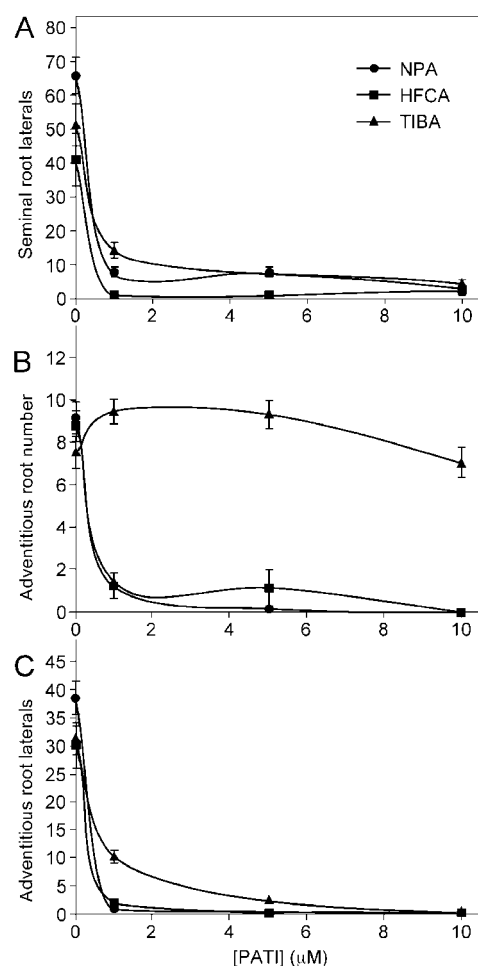 A
80
70
60
50
40
30
20
10
0
Seminal root laterals
NPA
HFCA
TIBA
0 2 4 6 8 10
B
12
10
8
6
4
2
0
Adventitious root number
0 2 4 6 8 10
C
45
40
35
30
25
20
15
10
5
0
Adventitious root laterals
0 2 4 6 8 10
[PATI] (μM)